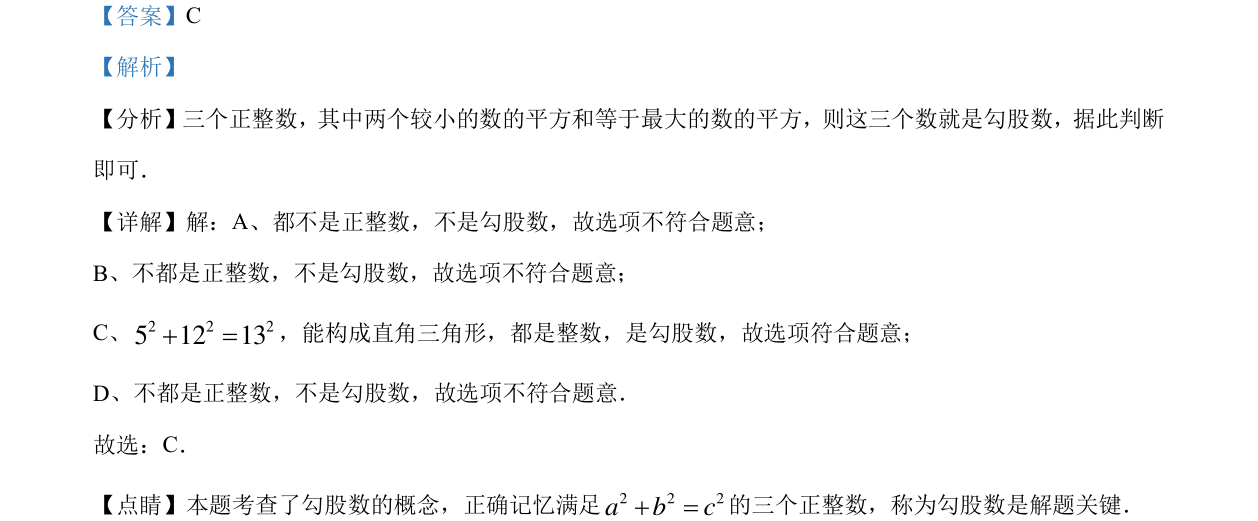 【答案】C
【解析】
【分析】三个正整数，其中两个较小的数的平方和等于最大的数的平方，则这三个数就是勾股数，据此判断
即可．
【详解】解：A、都不是正整数，不是勾股数，故选项不符合题意；
B、不都是正整数，不是勾股数，故选项不符合题意；
C、5² +12² =13²，能构成直角三角形，都是整数，是勾股数，故选项符合题意；
D、不都是正整数，不是勾股数，故选项不符合题意．
故选：C．
【点睛】本题考查了勾股数的概念，正确记忆满足 a² +b² =c² 的三个正整数，称为勾股数是解题关键．